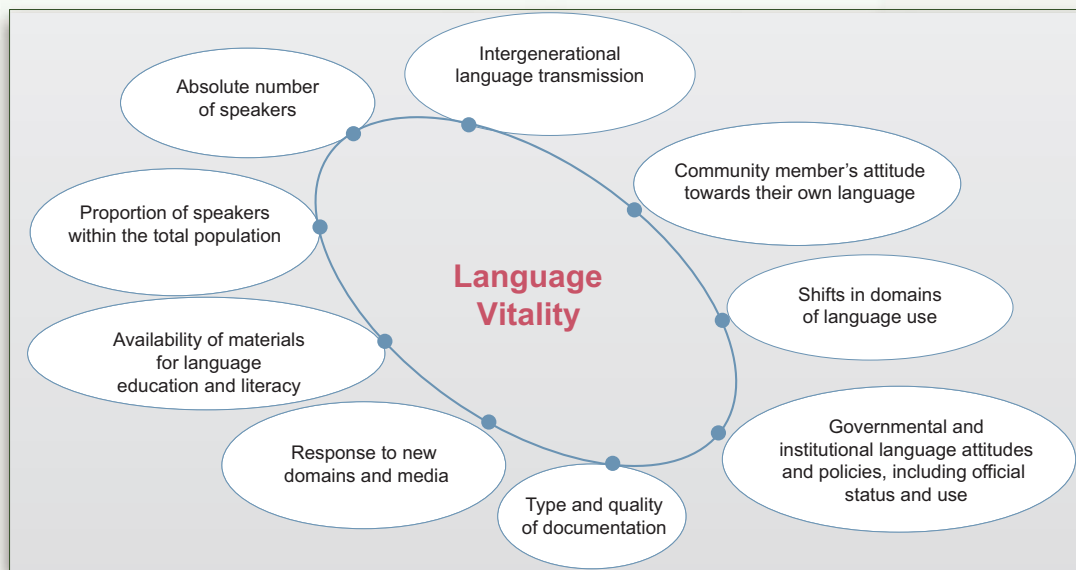 Intergenerational
language transmission
Absolute number
of speakers
Community member’s attitude
towards their own language
Proportion of speakers
within the total population
Language
Vitality
Shifts in domains
of language use
Availability of materials
for language
education and literacy
Governmental and
institutional language attitudes
and policies, including official
status and use
Response to new
domains and media
Type and quality
of documentation